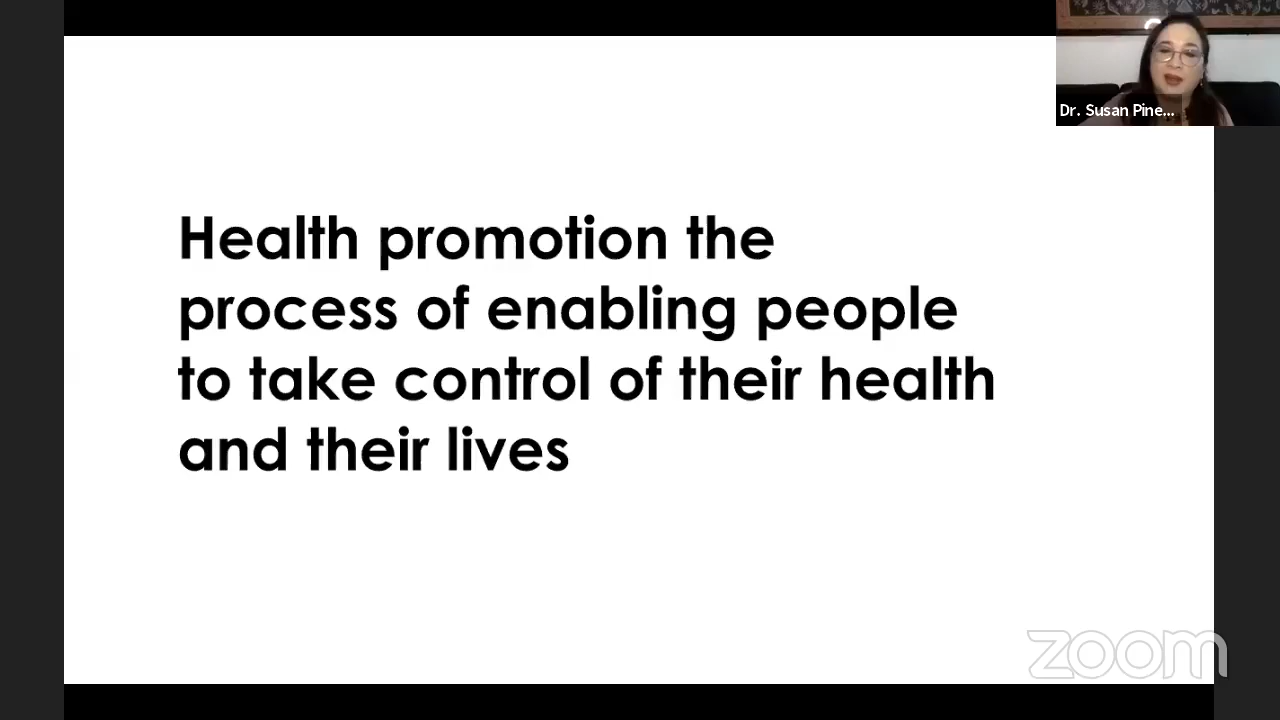 Dr. Susan Pine...
Health promotion the
process of enabling people
to take control of their health
and their lives
zoom